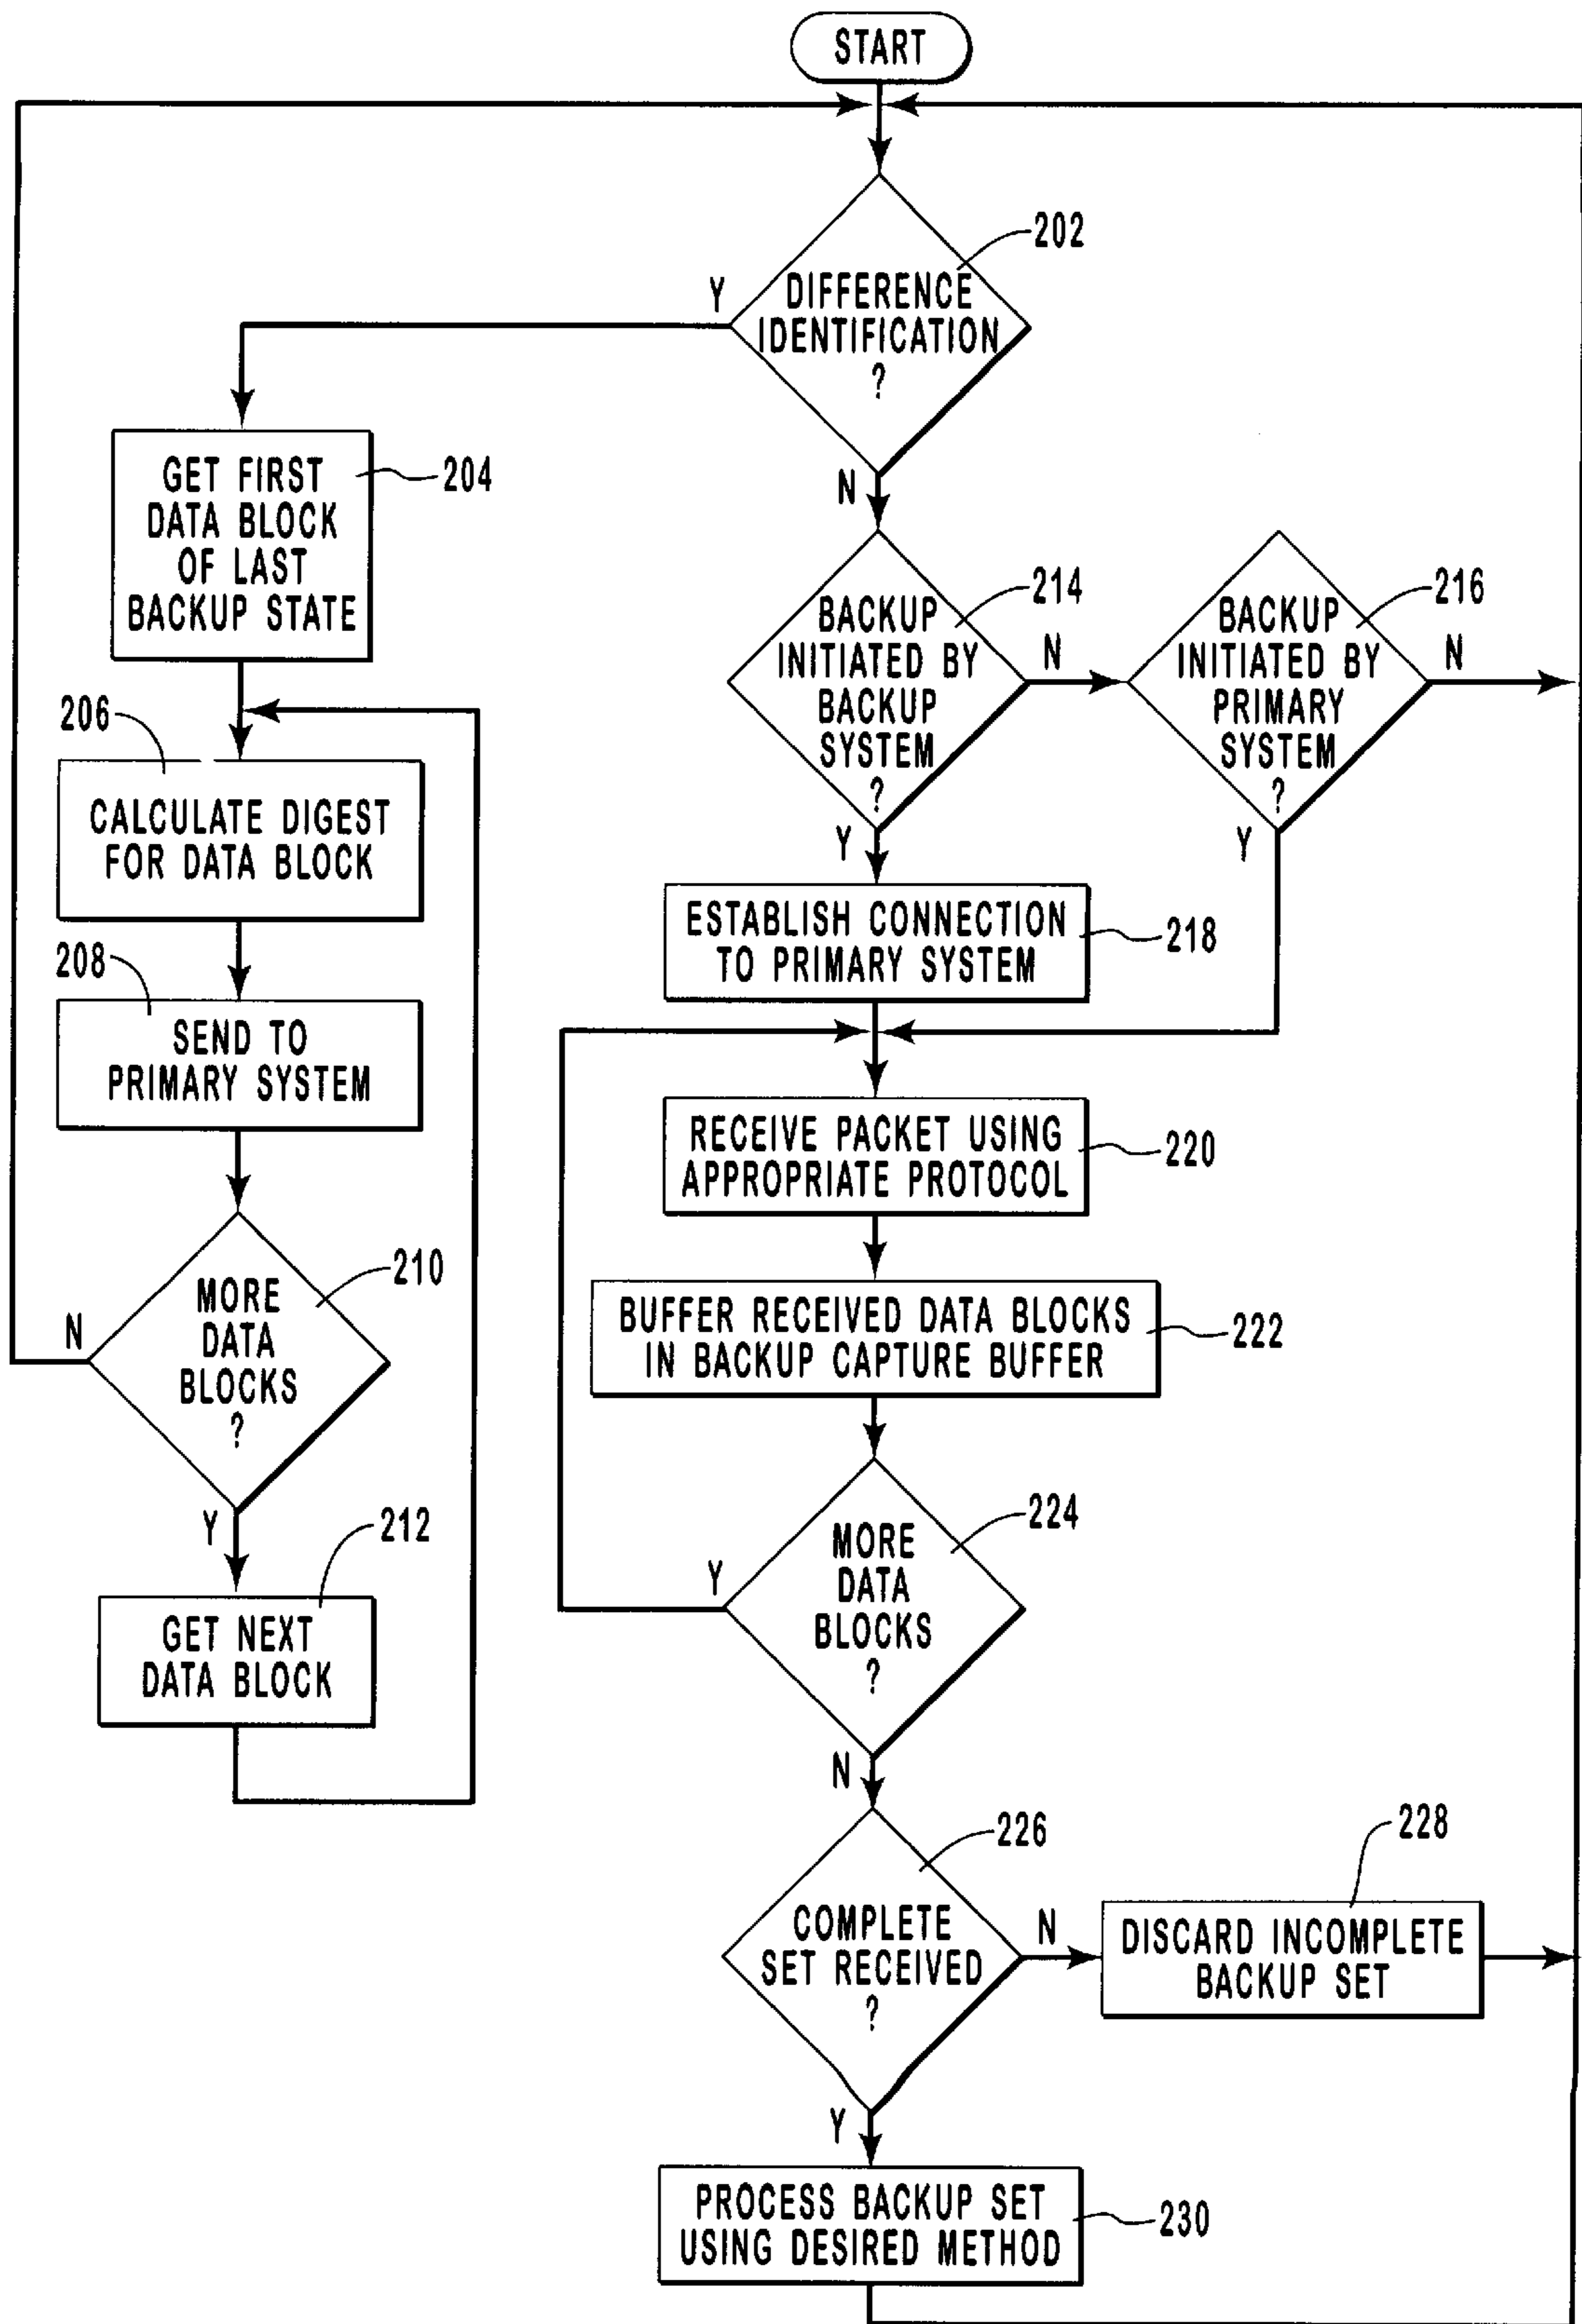 START
202
Y
DIFFERENCE
IDENTIFICATION
?
N
GET FIRST
DATA BLOCK
OF LAST
BACKUP STATE
204
206
CALCULATE DIGEST
FOR DATA BLOCK
208
SEND TO
PRIMARY SYSTEM
210
MORE
DATA
BLOCKS
?
N
Y
212
GET NEXT
DATA BLOCK
214
BACKUP
INITIATED BY
BACKUP
SYSTEM
?
N
Y
216
BACKUP
INITIATED BY
PRIMARY
SYSTEM
?
N
Y
ESTABLISH CONNECTION
TO PRIMARY SYSTEM
218
RECEIVE PACKET USING
APPROPRIATE PROTOCOL
220
BUFFER RECEIVED DATA BLOCKS
IN BACKUP CAPTURE BUFFER
222
224
MORE
DATA
BLOCKS
?
Y
N
226
COMPLETE
SET RECEIVED
?
N
Y
228
DISCARD INCOMPLETE
BACKUP SET
PROCESS BACKUP SET
USING DESIRED METHOD
230